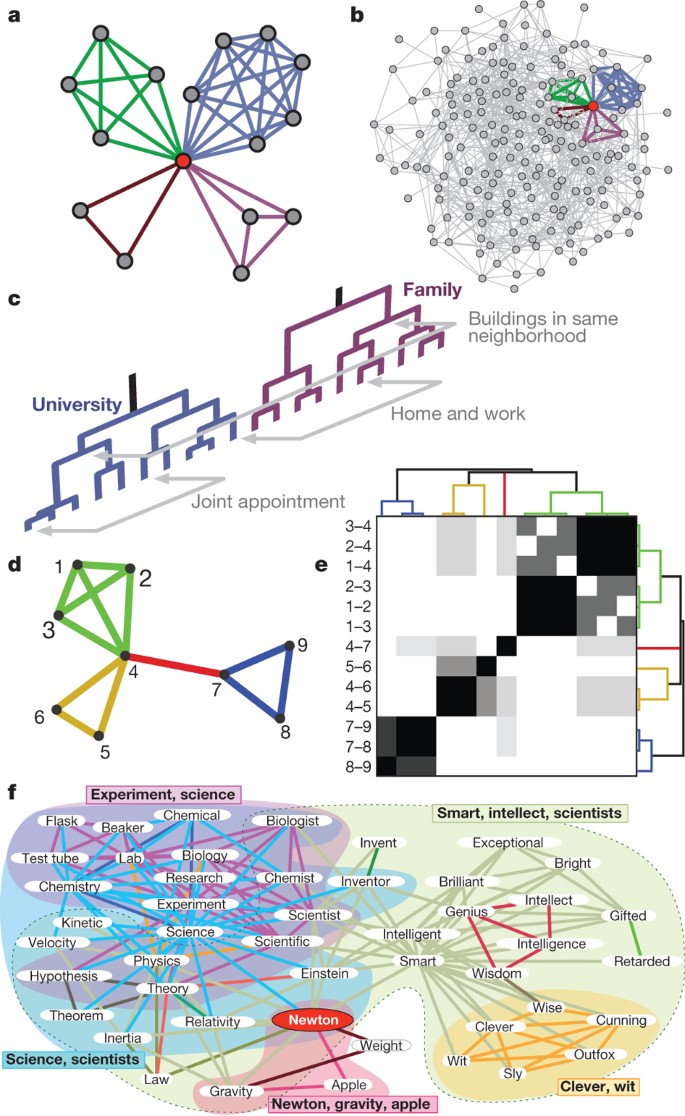 a
b
c
Family
Buildings in same
neighborhood
University
Home and work
Joint appointment
d
1
2
3
4
5
6
7
8
9
e
3–4
2–4
1–4
2–3
1–2
1–3
4–7
5–6
4–6
4–5
7–9
7–8
8–9
f
Experiment, science
Smart, intellect, scientists
Flask
Beaker
Chemical
Biologist
Invent
Exceptional
Test tube
Lab
Biology
Bright
Chemistry
Research
Chemist
Inventor
Brilliant
Experiment
Genius
Intellect
Kinetic
Science
Scientist
Gifted
Velocity
Scientific
Intelligent
Intelligence
Physics
Smart
Retarded
Hypothesis
Theory
Einstein
Wisdom
Theorem
Relativity
Newton
Wise
Clever
Cunning
Inertia
Weight
Science, scientists
Wit
Outfox
Law
Sly
Gravity
Apple
Clever, wit
Newton, gravity, apple